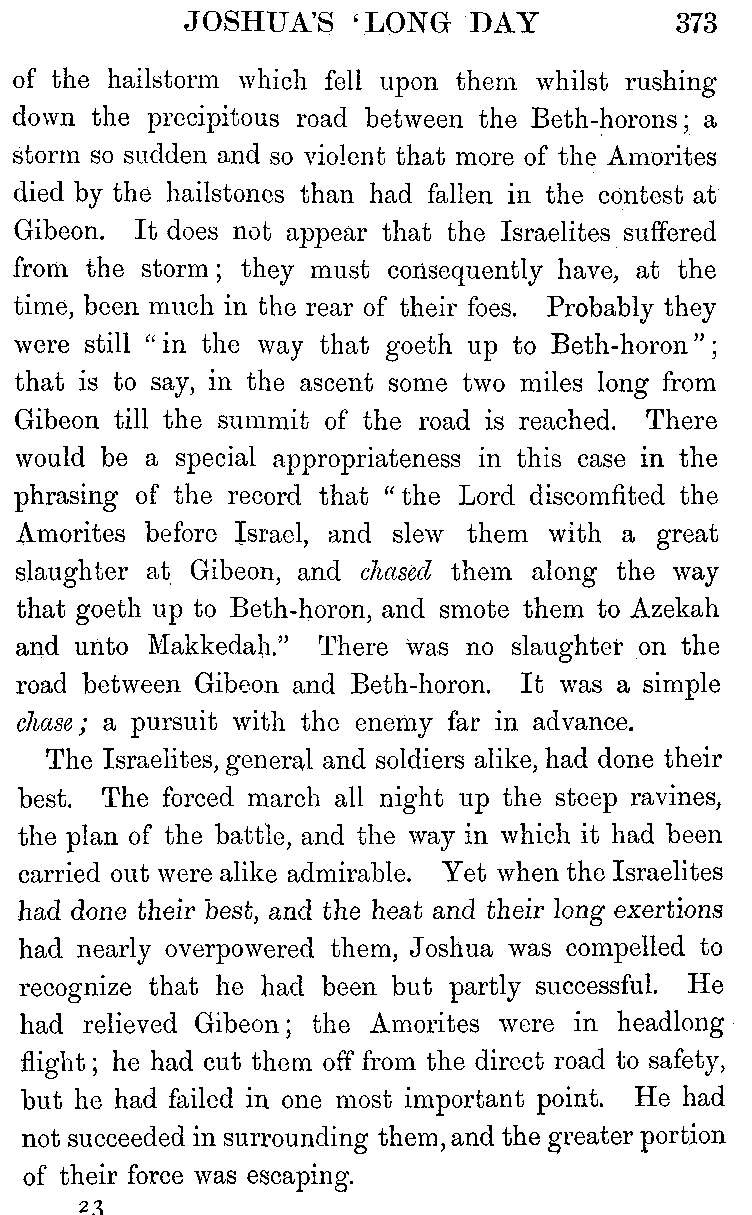 JOSHUA'S 'LONG DAY 373
of the hailstorm which fell upon them whilst rushing
down the precipitous road between the Beth-horons; a
storm so sudden and so violent that more of the Amorites
died by the hailstones than had fallen in the contest at
Gibeon. It does not appear that the Israelites suffered
from the storm; they must consequently have, at the
time, been much in the rear of their foes. Probably they
were still "in the way that goeth up to Beth-horon";
that is to say, in the ascent some two miles long from
Gibeon till the summit of the road is reached. There
would be a special appropriateness in this case in the
phrasing of the record that "the Lord discomfited the
Amorites before Israel, and slew them with a great
slaughter at Gibeon, and chased them along the way
that goeth up to Beth-horon, and smote them to Azekah
and unto Makkedah." There was no slaughter on the
road between Gibeon and Beth-horon. It was a simple
chase; a pursuit with the enemy far in advance.
The Israelites, general and soldiers alike, had done their
best. The forced march all night up the steep ravines,
the plan of the battle, and the way in which it had been
carried out were alike admirable. Yet when the Israelites
had done their best, and the heat and their long exertions
had nearly overpowered them, Joshua was compelled to
recognize that he had been but partly successful. He
had relieved Gibeon; the Amorites were in headlong
flight; he had cut them off from the direct road to safety,
but he had failed in one most important point. He had
not succeeded in surrounding them, and the greater portion
of their force was escaping.
23